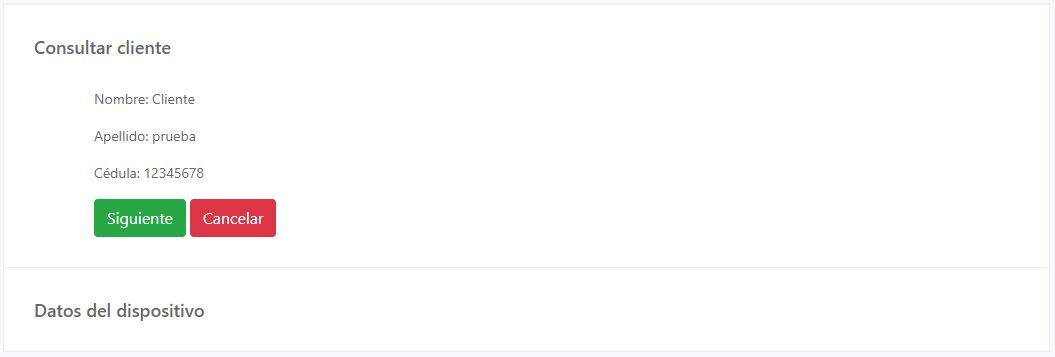 Consultar cliente
Nombre: Cliente
Apellido: prueba
Cédula: 12345678
Siguiente Cancelar
Datos del dispositivo